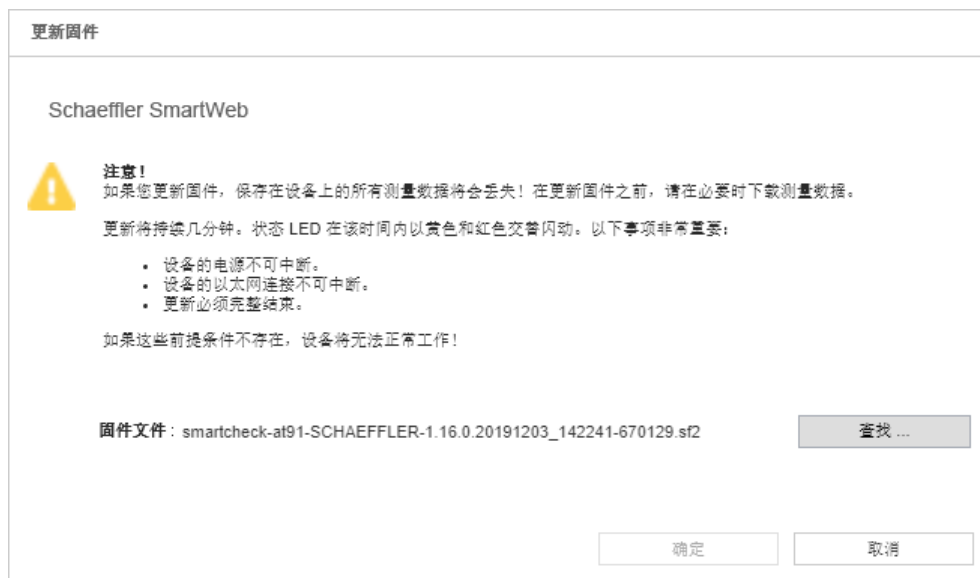 更新固件
Schaeffler SmartWeb
注意！
如果您更新固件，保存在设备上的所有测量数据将会丢失！在更新固件之前，请在必要时下载测量数据。
更新将持续几分钟。状态 LED 在该时间内以黄色和红色交替闪动。以下事项非常重要：
• 设备的电源不可中断。
• 设备的以太网连接不可中断。
• 更新必须完整结束。
如果这些前提条件不存在，设备将无法正常工作！
固件文件： smartcheck-at91-SCHAEFFLER-1.16.0.20191203_142241-670129.sf2 查找 ...
确定 取消